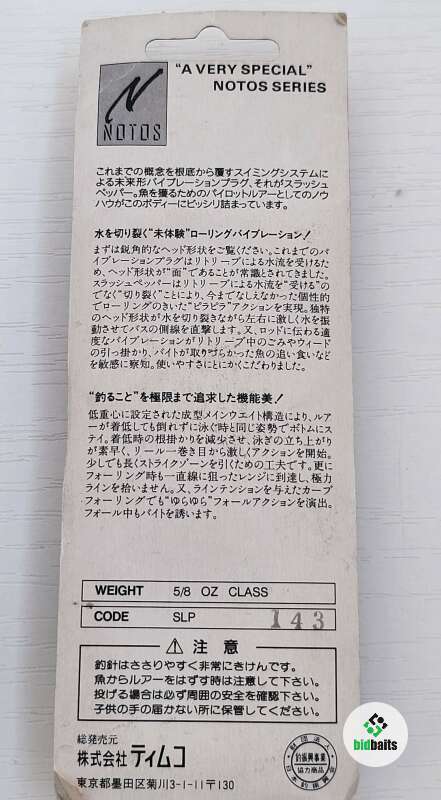 N
NOTOS
"A VERY SPECIAL"
NOTOS SERIES
これまでの概念を根底から覆すスイミングシステムに
よる未来形バイブレーションプラグ、それがスラッシュ
ペッパー。魚を獲るためのパイロットルアーとしてのノウ
ハウがこのボディーにビッシリ詰まっています。
水を切り裂く“未体験”ローリングバイブレーション！
まずは鋭角的なヘッド形状をご覧ください。これまでのバ
イブレーションプラグはリトリーブによる水流を受けるた
め、ヘッド形状が“面”であることが常識とされてきました。
スラッシュペッパーはリトリーブによる水流を“受ける”の
でなく“切り裂く”ことにより、今までなしえなかった個性的
でローリングのきいた“ピラピラ”アクションを実現。独特
のヘッド形状が水を切り裂きながら左右に激しく水を振
動させてバスの側線を直撃します。又、ロッドに伝わる適
度なバイブレーションがリトリーブ中のごみやウィード
の引っ掛かり、バイトが取りづらかった魚の追い食いなど
を敏感に察知。使いやすさにとにかくこだわりました。
“釣ること”を極限まで追求した機能美！
低重心に設定された成型メインウエイト構造により、ルア
ーが着底しても倒れずに泳ぐ時と同じ姿勢でボトムにス
テイ。着底時の根掛かりを減少させ、泳ぎの立ち上がり
が素早く、リール一巻き目から激しくアクションを開始。
少しでも長くストライクゾーンを引くための工夫です。更に
フォーリング時も一直線に狙ったレンジに到達し、極力
ラインを拾いません。又、ラインテンションを与えたカーブ
フォーリングでも“ゆらゆら”フォールアクションを演出。
フォール中もバイトを誘います。
WEIGHT 5/8 OZ CLASS
CODE SLP 143
⚠ 注意
釣針はささりやすく非常にきけんです。
魚からルアーをはずす時は注意して下さい。
投げる場合は必ず周囲の安全を確認下さい。
子供の手の届かない所に保管してください。
総発売元
株式会社 ティムコ
東京都墨田区菊川3-1-11〒130
財団法人
釣振興事業
協力商品
日本釣振興会
bidbaits